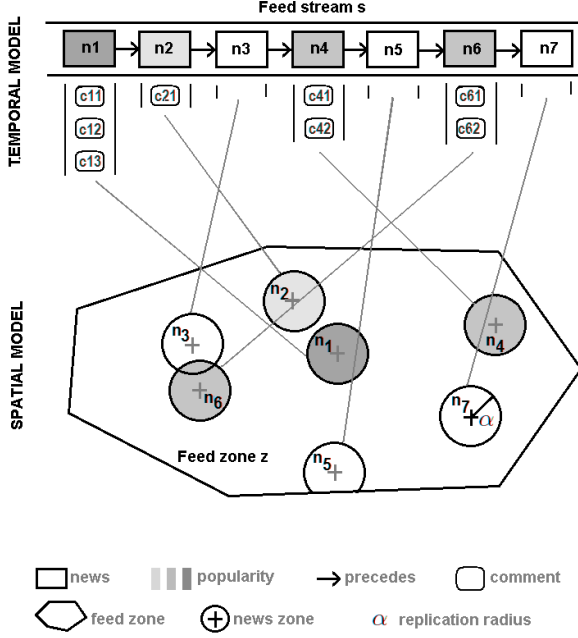 Feed stream s
TEMPORAL MODEL
n1 n2 n3 n4 n5 n6 n7
c11 c21 c41 c61
c12 c42 c62
c13
SPATIAL MODEL
n2
n3
n1
n4
n6
n7
α
n5
Feed zone z
news popularity precedes comment
feed zone news zone α replication radius